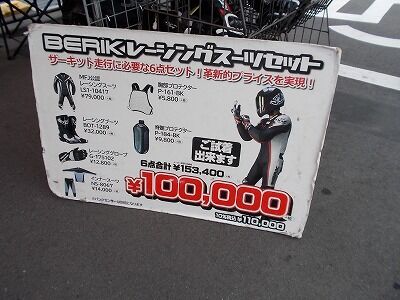 BERIKレーシングスーツセット
サーキット走行に必要な6点セット！革新的プライスを実現！
MFJ公認
レーシングスーツ
LS1-10417
¥79,000
胸部プロテクター
P-161-BK
¥5,800
レーシングブーツ
BOT-1289
¥32,000
脊髄プロテクター
P-184-BK
¥9,800
レーシンググローブ
G-175102
¥12,800
インナースーツ
NS-8047
¥14,000
ご試着
出来ます
6点合計 ¥153,400
¥100,000
10%税込 ¥110,000